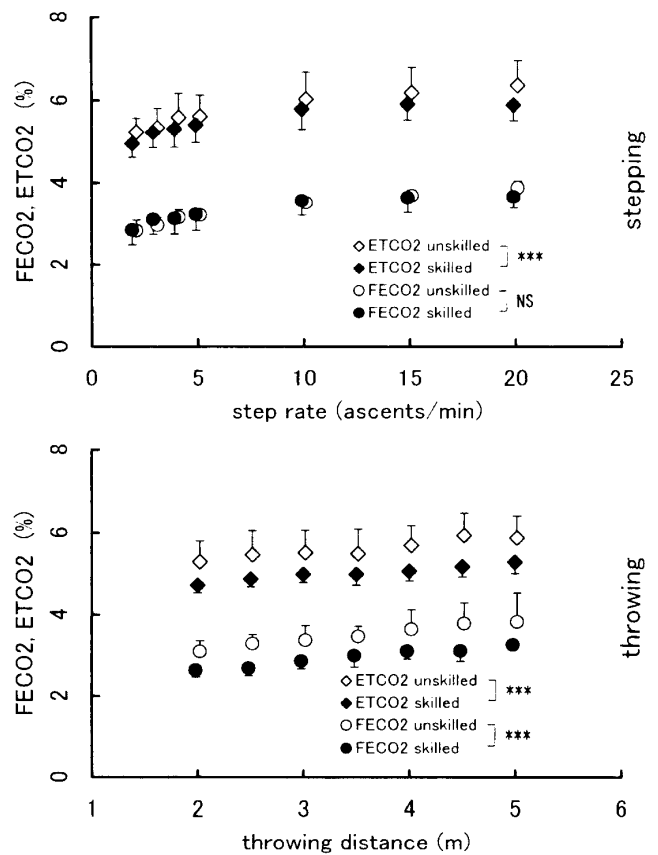 8
6
4
2
0
FECO2, ETCO2 (%)
◇ ETCO2 unskilled
◆ ETCO2 skilled
***
○ FECO2 unskilled
● FECO2 skilled
NS
0 5 10 15 20 25
step rate (ascents/min)
stepping
8
6
4
2
0
FECO2, ETCO2 (%)
◇ ETCO2 unskilled
◆ ETCO2 skilled
***
○ FECO2 unskilled
● FECO2 skilled
***
1 2 3 4 5 6
throwing distance (m)
throwing